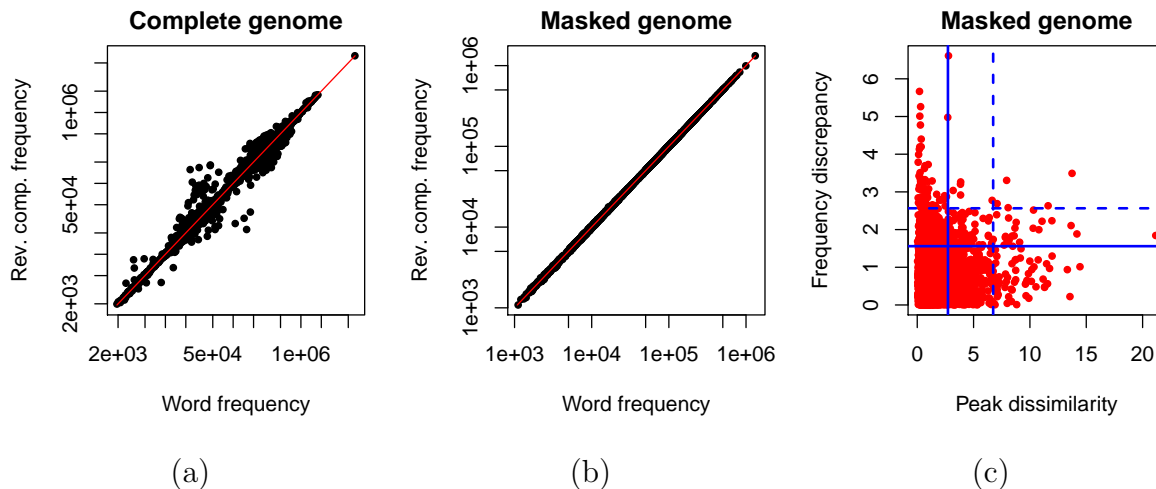 Complete genome
Rev. comp. frequency
1e+06
5e+04
2e+03
2e+03 5e+04 1e+06
Word frequency
(a)
Masked genome
Rev. comp. frequency
1e+06
1e+05
1e+04
1e+03
1e+03 1e+04 1e+05 1e+06
Word frequency
(b)
Masked genome
Frequency discrepancy
6
5
4
3
2
1
0
0 5 10 15 20
Peak dissimilarity
(c)